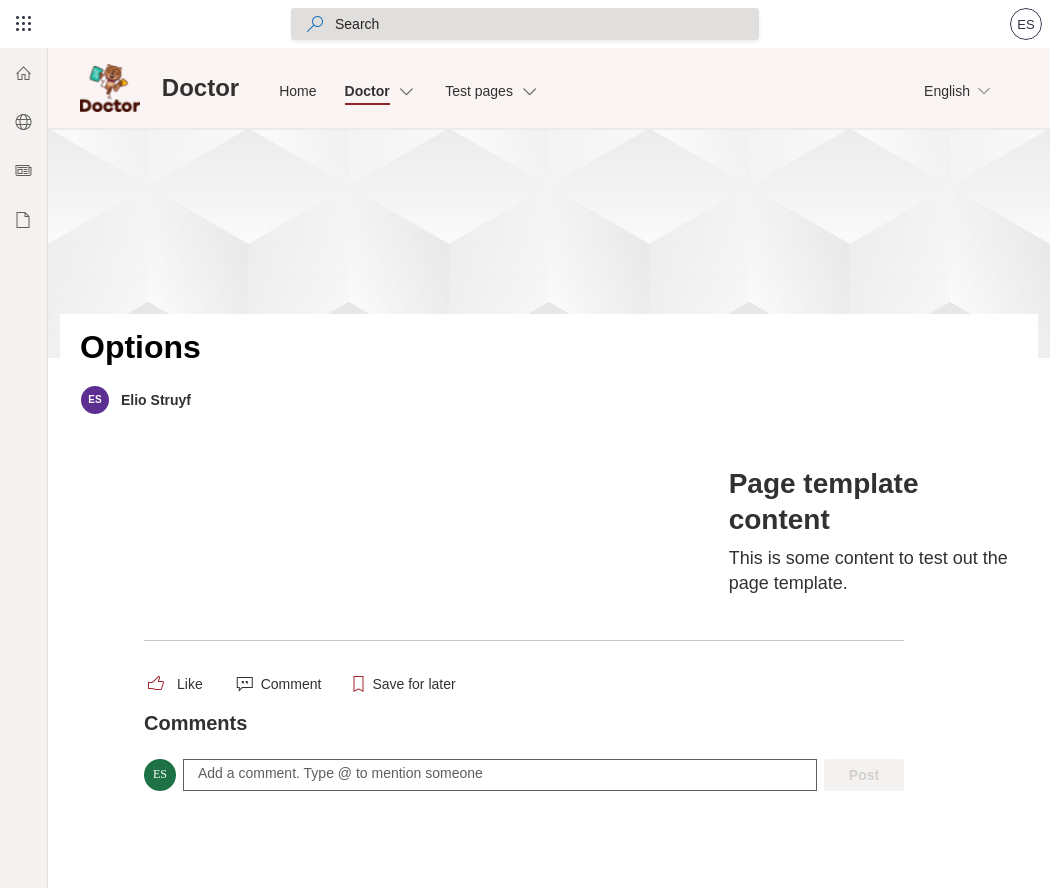 Search
ES
Doctor
Doctor
Home
Doctor
Test pages
English
Options
ES
Elio Struyf
Page template
content
This is some content to test out the
page template.
Like
Comment
Save for later
Comments
ES
Add a comment. Type @ to mention someone
Post